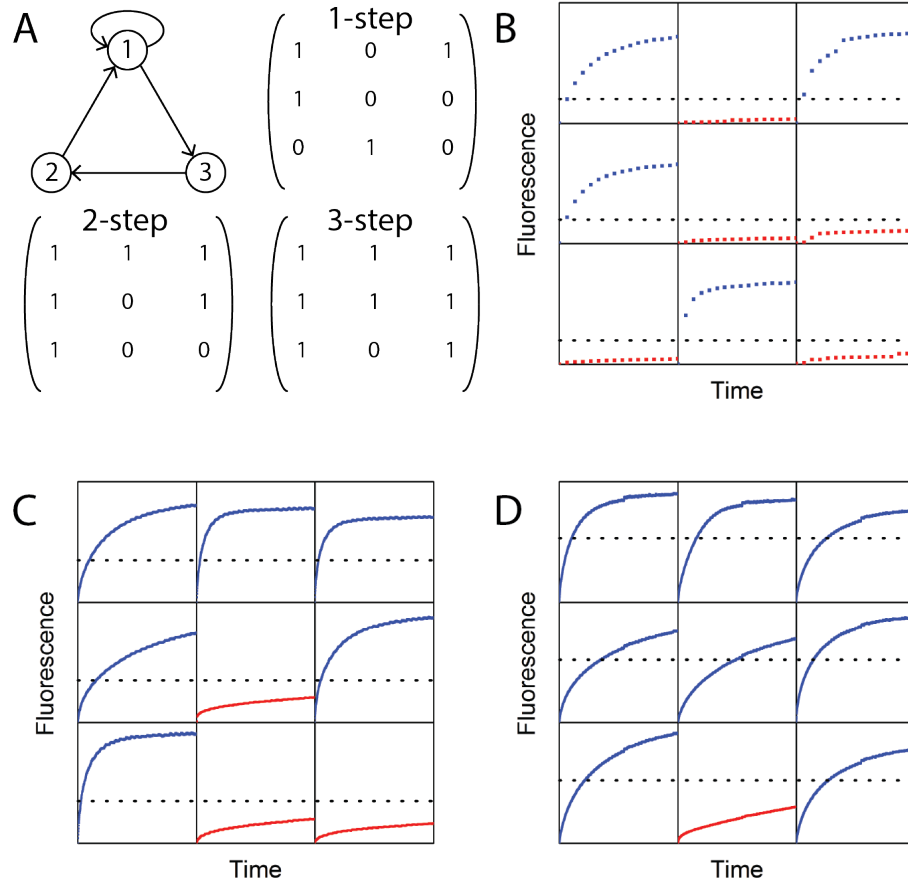 A
1
2
3
1-step
1 0 1
1 0 0
0 1 0
2-step
1 1 1
1 0 1
1 0 0
3-step
1 1 1
1 1 1
1 0 1
B
Fluorescence
Time
C
Fluorescence
Time
D
Fluorescence
Time